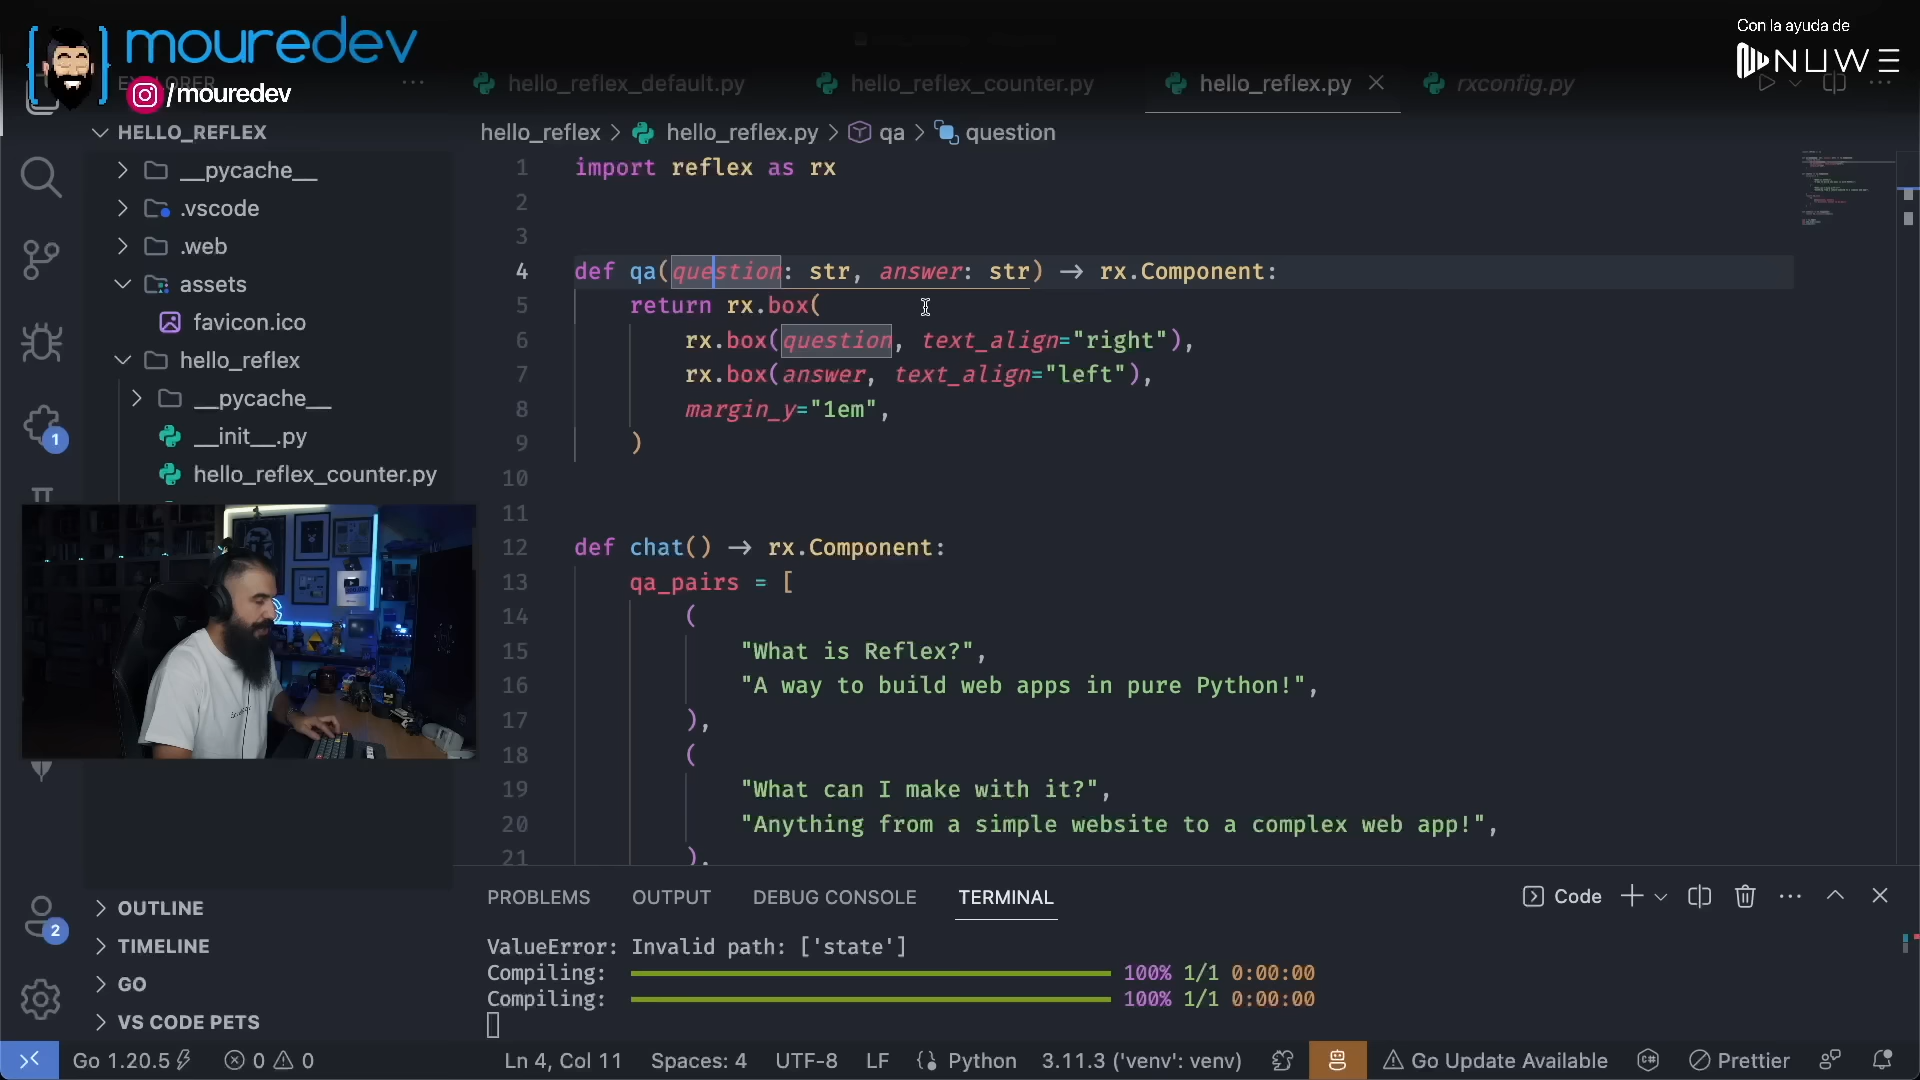 mouredev
/mouredev
Con la ayuda de
NUWE
EXPLORER
hello_reflex_default.py
hello_reflex_counter.py
hello_reflex.py
rxconfig.py
HELLO_REFLEX
__pycache__
.vscode
.web
assets
favicon.ico
hello_reflex
__pycache__
__init__.py
hello_reflex_counter.py
OUTLINE
TIMELINE
GO
VS CODE PETS
1
2
hello_reflex > hello_reflex.py > qa > question
1 import reflex as rx
2
3
4 def qa(question: str, answer: str) -> rx.Component:
5 return rx.box(
6 rx.box(question, text_align="right"),
7 rx.box(answer, text_align="left"),
8 margin_y="1em",
9 )
10
11
12 def chat() -> rx.Component:
13 qa_pairs = [
14 (
15 "What is Reflex?",
16 "A way to build web apps in pure Python!",
17 ),
18 (
19 "What can I make with it?",
20 "Anything from a simple website to a complex web app!",
21 ),
PROBLEMS OUTPUT DEBUG CONSOLE TERMINAL
Code
ValueError: Invalid path: ['state']
Compiling: 100% 1/1 0:00:00
Compiling: 100% 1/1 0:00:00
Go 1.20.5 0 0 Ln 4, Col 11 Spaces: 4 UTF-8 LF Python 3.11.3 ('venv': venv) Go Update Available Prettier